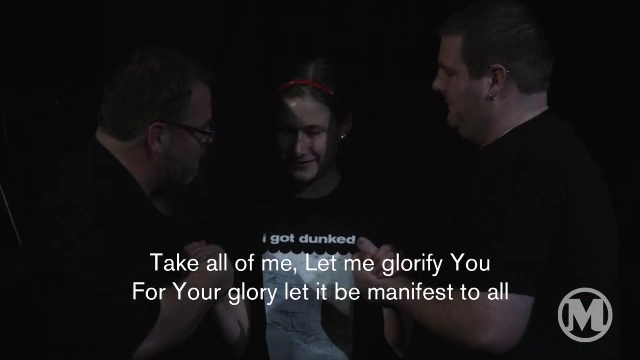 i got dunked
Take all of me, Let me glorify You
For Your glory let it be manifest to all
M